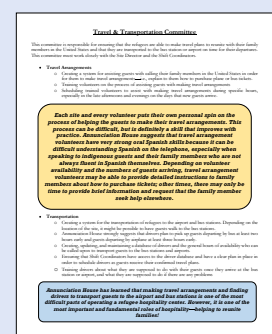 Travel & Transportation Committee
This committee is responsible for ensuring that the refugees are able to make travel plans to reunite with their family
members in the United States and that they are transported to the bus station or airport on time for their departure.
This committee must work closely with the Site Director and the Shift Coordinators.
• Travel Arrangements
o Creating a system for assisting guests with calling their family members in the United States in order
for them to make travel arrangements—i.e., explain to them how to purchase plane or bus tickets.
o Training volunteers on the process of assisting guests with making travel arrangements
o Scheduling trained volunteers to assist with making travel arrangements during specific hours,
especially in the late afternoons and evenings on the days that new guests arrive.
Each site and every volunteer puts their own personal spin on the
process of helping the guests to make their travel arrangements. This
process can be difficult, but is definitely a skill that improves with
practice. Annunciation House suggests that travel arrangement
volunteers have very strong oral Spanish skills because it can be
difficult understanding Spanish on the telephone, especially when
speaking to indigenous guests and their family members who are not
always fluent in Spanish themselves. Depending on volunteer
availability and the numbers of guests arriving, travel arrangement
volunteers may be able to provide detailed instructions to family
members about how to purchase tickets; other times, there may only be
time to provide brief information and request that the family member
seek help elsewhere.
• Transportation
o Creating a system for the transportation of refugees to the airport and bus stations. Depending on the
location of the site, it might be possible to have guests walk to the bus stations.
o Annunciation House strongly suggests that drivers plan to pick up guests departing by bus at least two
hours early and guests departing by airplane at least three hours early.
o Creating, updating, and maintaining a database of drivers and the general hours of availability who can
be called upon to transport guests to the bus stations and airports.
o Ensuring that Shift Coordinators have access to the driver database and have a clear plan in place in
order to schedule drivers as guests receive their confirmed travel plans.
o Training drivers about what they are supposed to do with their guests once they arrive at the bus
station or airport, and what they are supposed to do if there are any problems
Annunciation House has learned that making travel arrangements and finding
drivers to transport guests to the airport and bus stations is one of the most
difficult parts of operating a refugee hospitality center. However, it is one of the
most important and fundamental roles of hospitality—helping to reunite
families!